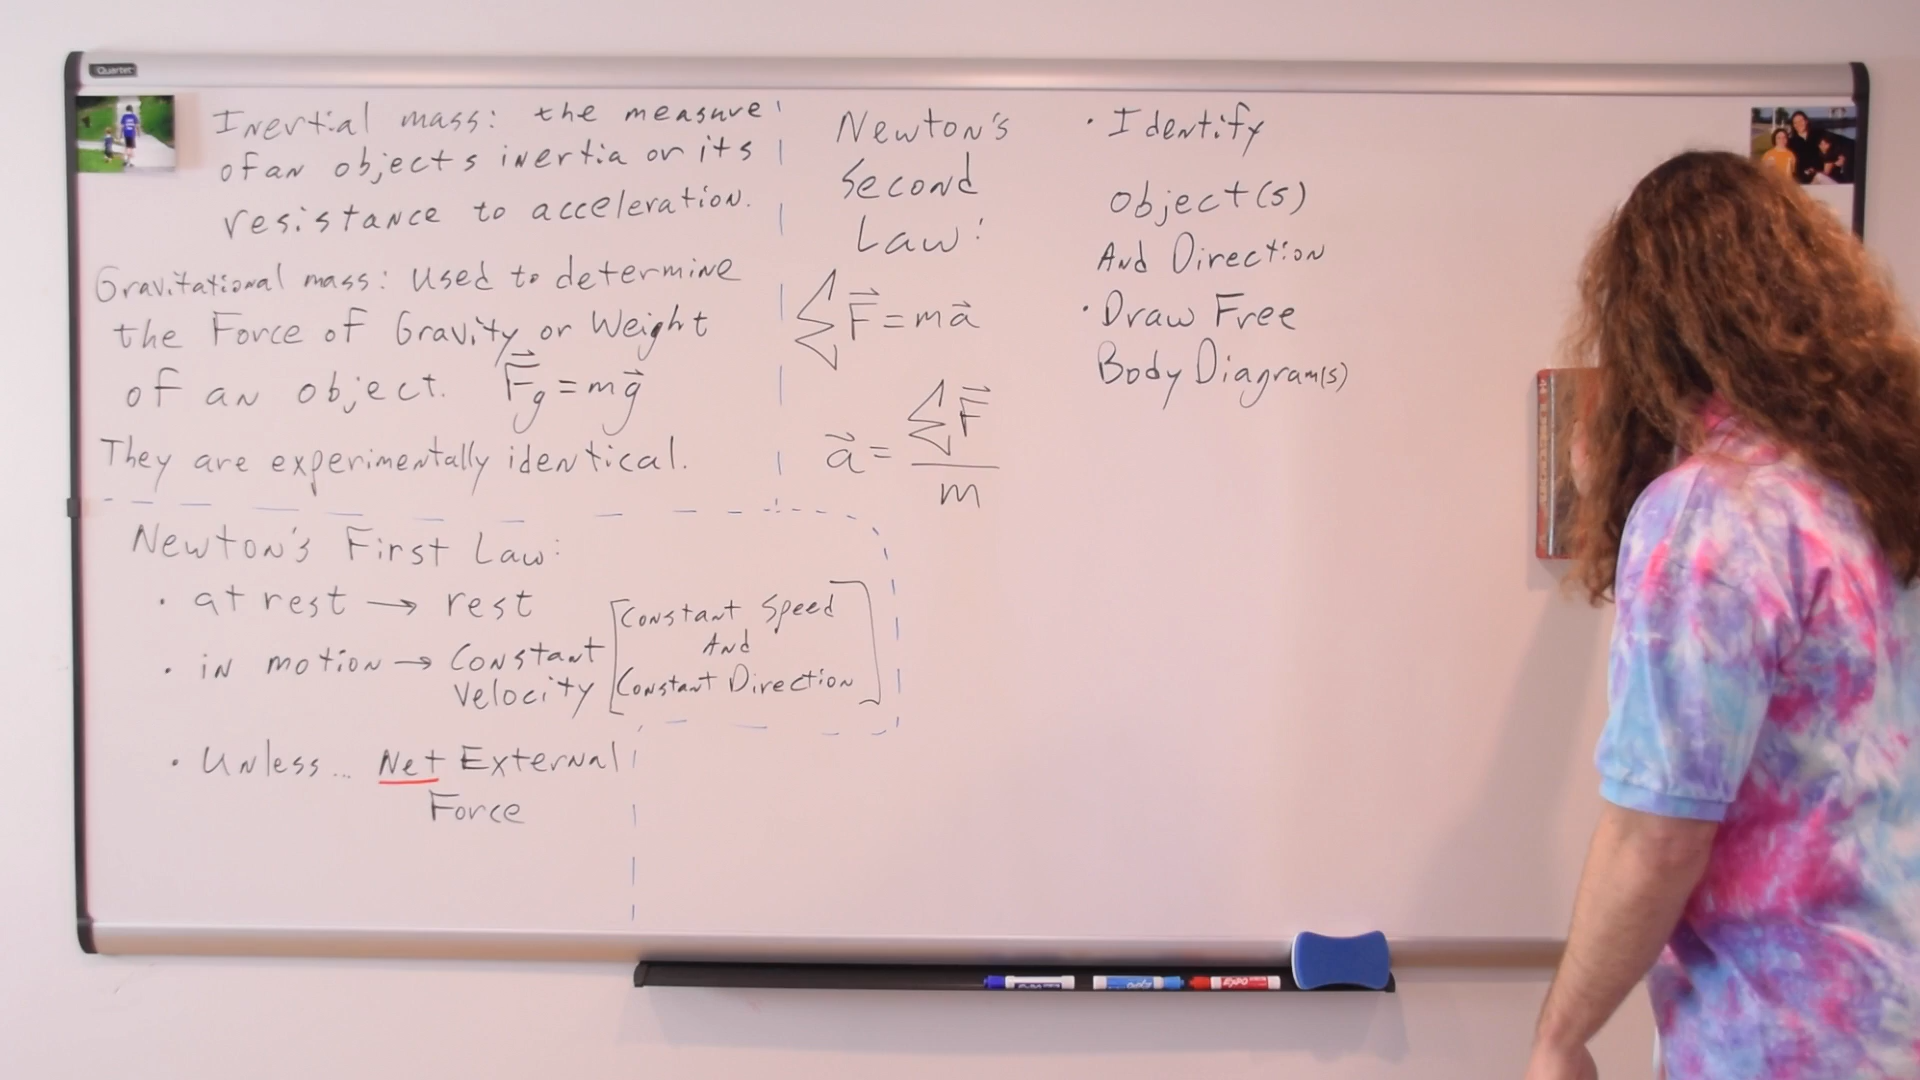 Quartet
Inertial mass: the measure
of an objects inertia or its
resistance to acceleration.
Gravitational mass: Used to determine
the Force of Gravity or Weight
of an object. F⃗g = mg⃗
They are experimentally identical.
Newton's First Law:
· at rest → rest
· in motion → Constant
Velocity
[Constant Speed
And
Constant Direction]
· Unless... Net External
Force
Newton's
Second
Law:
∑F⃗ = ma⃗
a⃗ = ∑F⃗
m
· Identify
Object(s)
And Direction
· Draw Free
Body Diagram(s)
EXPO